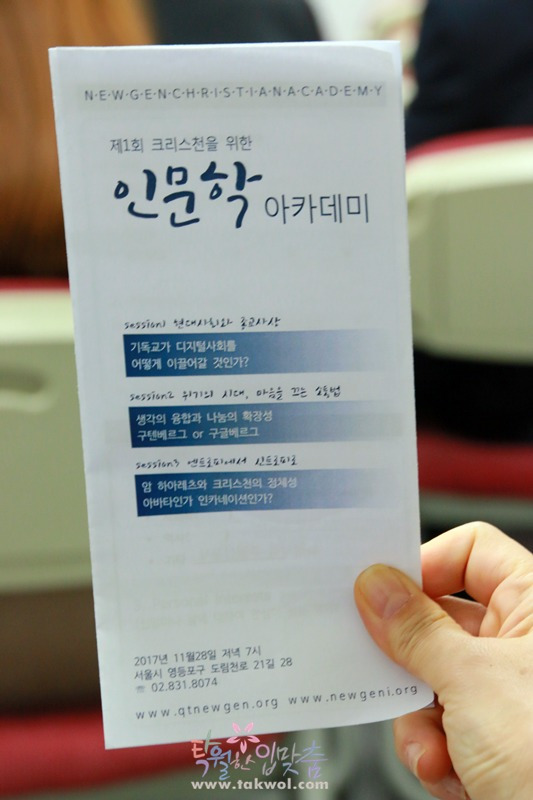 N·E·W·G·E·N·C·H·R·I·S·T·I·A·N·A·C·A·D·E·M·Y
제1회 크리스천을 위한
인문학 아카데미
session1 현대사회와 종교사상
기독교가 디지털사회를
어떻게 이끌어갈 것인가?
session2 위기의 시대, 마음을 끄는 소통법
생각의 융합과 나눔의 확장성
구텐베르그 or 구글베르그
session3 엔트로피에서 신트로피로
암 하아레츠와 크리스천의 정체성
아바타인가 인카네이션인가?
2017년 11월28일 저녁 7시
서울시 영등포구 도림천로 21길 28
☏ 02.831.8074
www.qtnewgen.org www.newgeni.org
탁월한 입맞춤
www.takwol.com